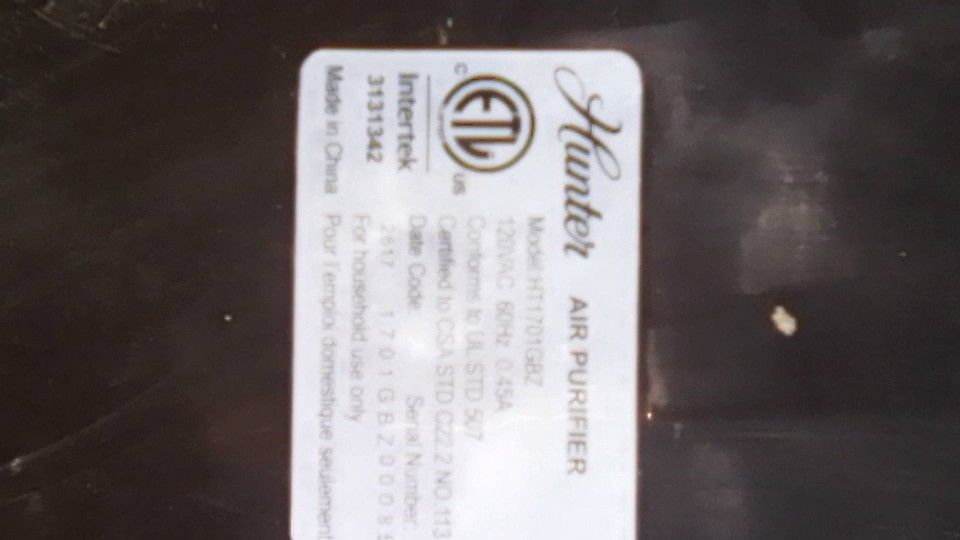 Hunter AIR PURIFIER
Model HT1701GBZ
120VAC 60Hz 0.45A
C ETL US
Conforms to UL STD 507
Certified to CSA STD C22.2 NO.113
Intertek
3131342
Date Code: Serial Number:
2617 1701GBZ0008
For household use only
Made in China Pour l'emploi domestique seulement